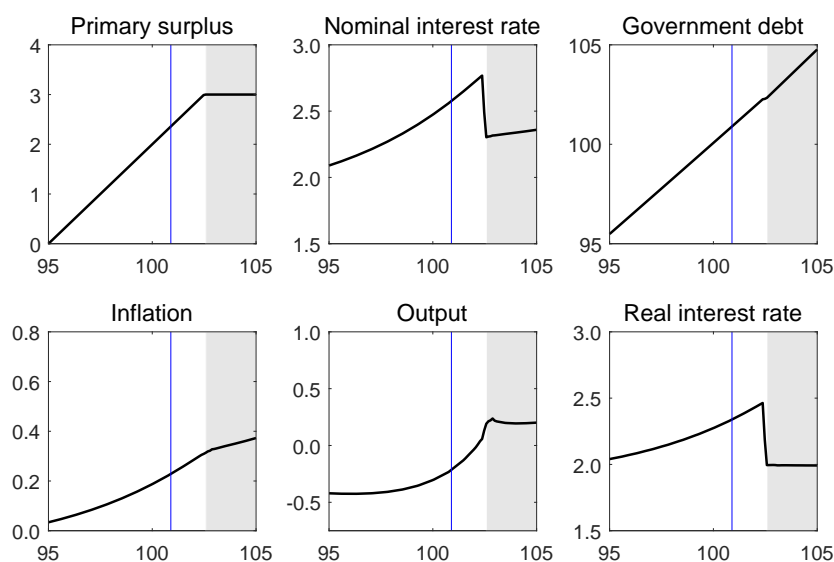 Primary surplus
4
3
2
1
0
95 100 105
Nominal interest rate
3.0
2.5
2.0
1.5
95 100 105
Government debt
105
100
95
95 100 105
Inflation
0.8
0.6
0.4
0.2
0.0
95 100 105
Output
1.0
0.5
0.0
-0.5
95 100 105
Real interest rate
3.0
2.5
2.0
1.5
95 100 105